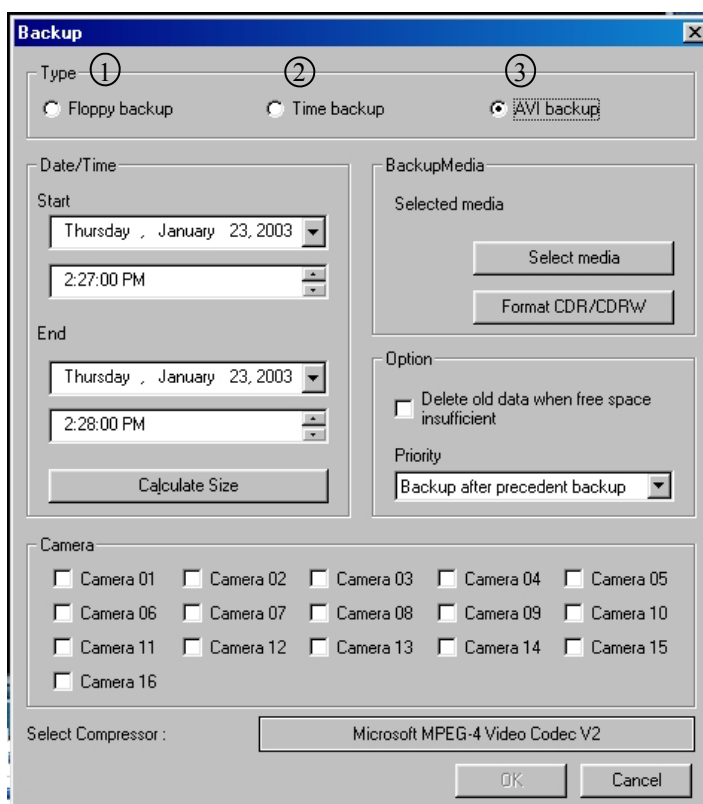 Backup
Type ① ② ③
Floppy backup Time backup AVI backup
Date/Time
Start
Thursday , January 23, 2003
2:27:00 PM
End
Thursday , January 23, 2003
2:28:00 PM
Calculate Size
BackupMedia
Selected media
Select media
Format CDR/CDRW
Option
Delete old data when free space
insufficient
Priority
Backup after precedent backup
Camera
Camera 01 Camera 02 Camera 03 Camera 04 Camera 05
Camera 06 Camera 07 Camera 08 Camera 09 Camera 10
Camera 11 Camera 12 Camera 13 Camera 14 Camera 15
Camera 16
Select Compressor : Microsoft MPEG-4 Video Codec V2
OK Cancel